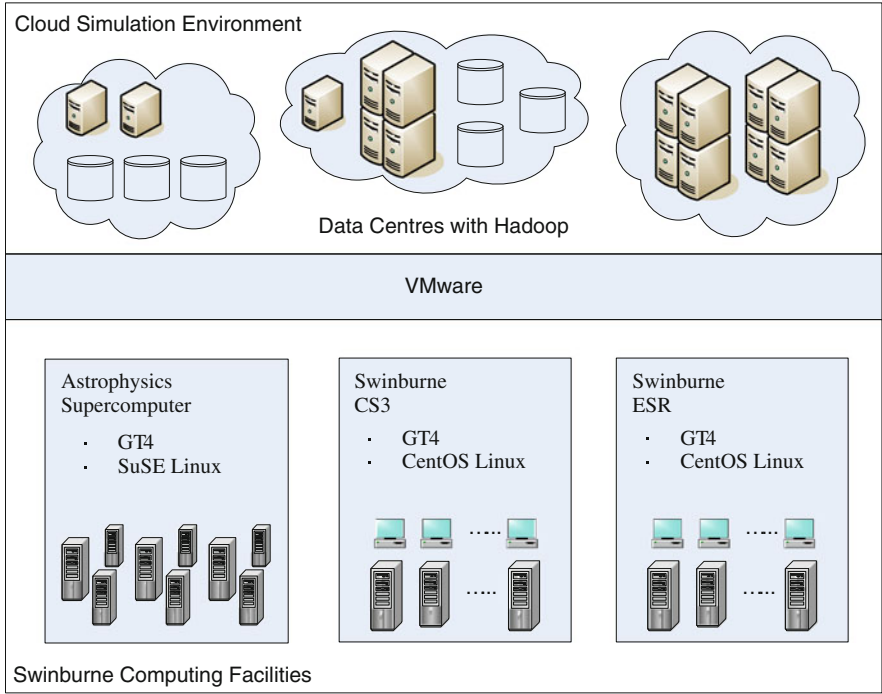 Cloud Simulation Environment
Data Centres with Hadoop
VMware
Astrophysics
Supercomputer
· GT4
· SuSE Linux
Swinburne
CS3
· GT4
· CentOS Linux
......
......
Swinburne
ESR
· GT4
· CentOS Linux
......
......
Swinburne Computing Facilities